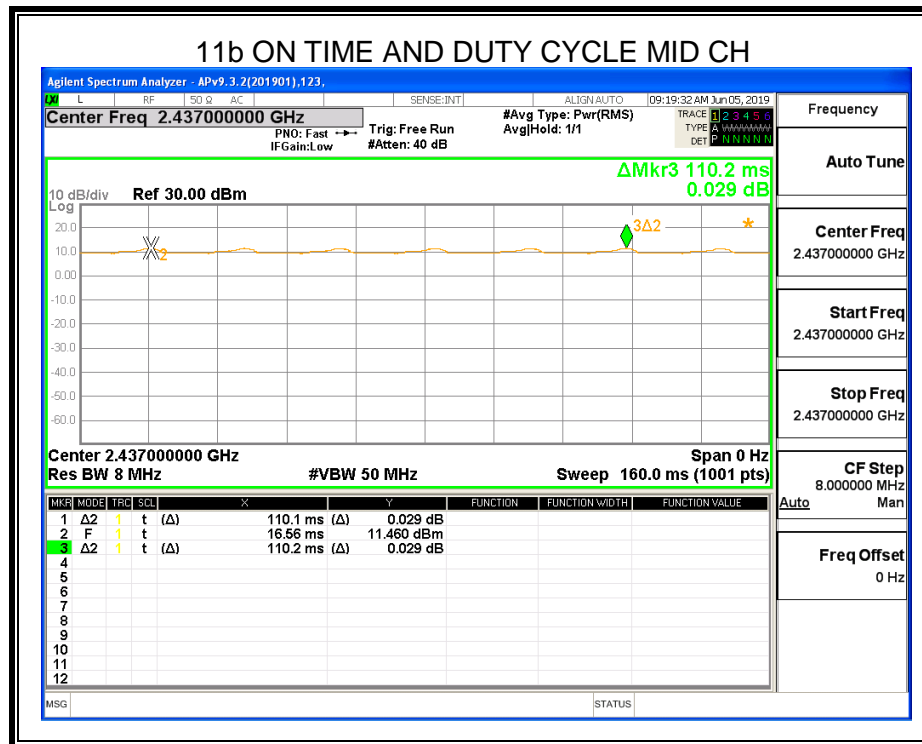 11b ON TIME AND DUTY CYCLE MID CH
Agilent Spectrum Analyzer - APv9.3.2(201901),123,
LXI L RF 50 Ω AC SENSE:INT ALIGN AUTO 09:19:32 AM Jun 05, 2019
Center Freq 2.437000000 GHz
PNO: Fast
IFGain:Low
Trig: Free Run
#Atten: 40 dB
#Avg Type: Pwr(RMS)
Avg|Hold: 1/1
TRACE 1 2 3 4 5 6
TYPE A WWWWW
DET P N N N N N
ΔMkr3 110.2 ms
0.029 dB
10 dB/div Ref 30.00 dBm
Log
20.0
10.0
0.00
-10.0
-20.0
-30.0
-40.0
-50.0
-60.0
2
3Δ2
*
Center 2.437000000 GHz Span 0 Hz
Res BW 8 MHz #VBW 50 MHz Sweep 160.0 ms (1001 pts)
MKR MODE TRC SCL X Y FUNCTION FUNCTION WIDTH FUNCTION VALUE
1 Δ2 1 t (Δ) 110.1 ms (Δ) 0.029 dB
2 F 1 t 16.56 ms 11.460 dBm
3 Δ2 1 t (Δ) 110.2 ms (Δ) 0.029 dB
4
5
6
7
8
9
10
11
12
MSG STATUS
Frequency
Auto Tune
Center Freq
2.437000000 GHz
Start Freq
2.437000000 GHz
Stop Freq
2.437000000 GHz
CF Step
8.000000 MHz
Auto Man
Freq Offset
0 Hz